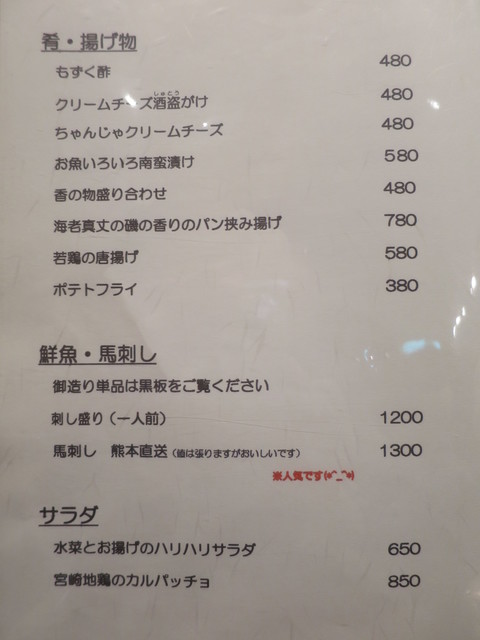 肴・揚げ物
もずく酢 480
クリームチーズ酒盗がけ 480
しゅとう
ちゃんじゃクリームチーズ 480
お魚いろいろ南蛮漬け 580
香の物盛り合わせ 480
海老真丈の磯の香りのパン挟み揚げ 780
若鶏の唐揚げ 580
ポテトフライ 380
鮮魚・馬刺し
御造り単品は黒板をご覧ください
刺し盛り(一人前) 1200
馬刺し 熊本直送(値は張りますがおいしいです) 1300
※人気です(*^_^*)
サラダ
水菜とお揚げのハリハリサラダ 650
宮崎地鶏のカルパッチョ 850